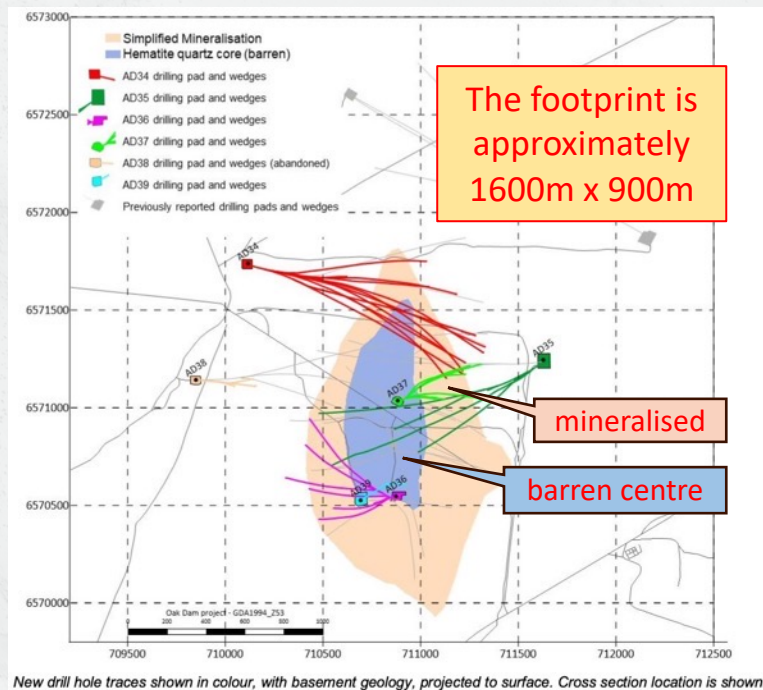 6573000
6572500
6572000
6571500
6571000
6570500
6570000
Simplified Mineralisation
Hematite quartz core (barren)
AD34 drilling pad and wedges
AD35 drilling pad and wedges
AD36 drilling pad and wedges
AD37 drilling pad and wedges
AD38 drilling pad and wedges (abandoned)
AD39 drilling pad and wedges
Previously reported drilling pads and wedges
The footprint is
approximately
1600m x 900m
AD34
AD35
AD38
AD37
mineralised
barren centre
AD39
AD36
Oak Dam project - GDA1994_Z53
0 200 400 600 800 1000
709500 710000 710500 711000 711500 712000 712500
New drill hole traces shown in colour, with basement geology, projected to surface. Cross section location is shown